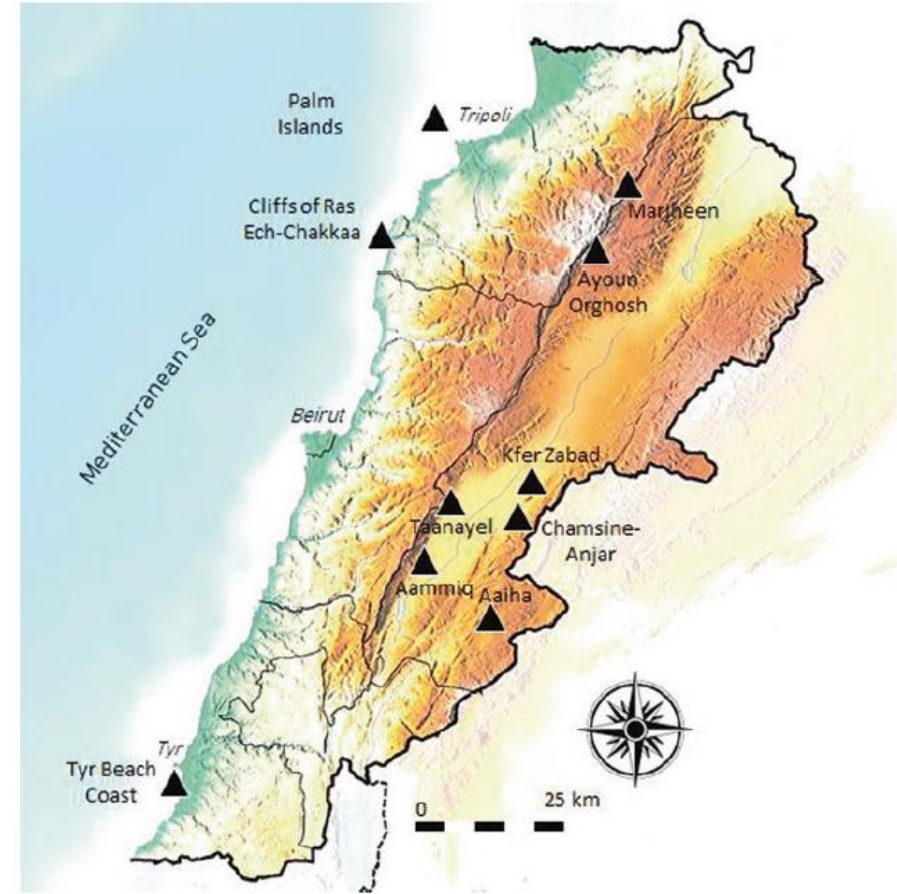 Palm
Islands
Tripoli
Cliffs of Ras
Ech-Chakkaa
Marjheen
Ayoun
Orghosh
Mediterranean Sea
Beirut
Kfer Zabad
Taanayel
Chamsine-
Anjar
Aammiq
Aaiha
Tyr
Tyr Beach
Coast
0
25 km